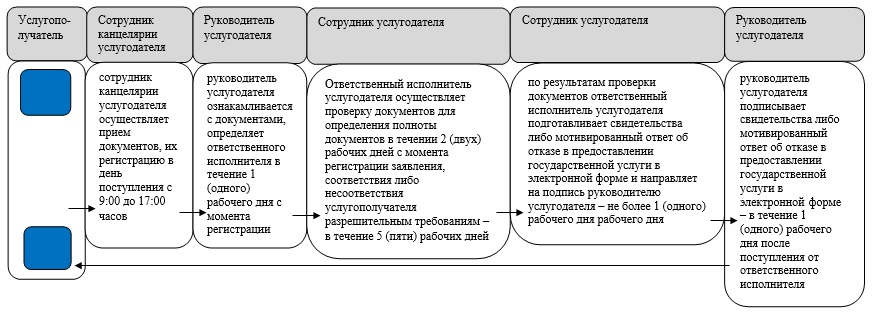 Услугопо-
лучатель
Сотрудник
канцелярии
услугодателя
Руководитель
услугодателя
Сотрудник услугодателя
Сотрудник услугодателя
Руководитель
услугодателя
сотрудник
канцелярии
услугодателя
осуществляет
прием
документов, их
регистрацию в
день
поступления с
9:00 до 17:00
часов
руководитель
услугодателя
ознакамливается
с документами,
определяет
ответственного
исполнителя в
течение 1
(одного)
рабочего дня с
момента
регистрации
Ответственный исполнитель
услугодателя осуществляет
проверку документов для
определения полноты
документов в течении 2 (двух)
рабочих дней с момента
регистрации заявления,
соответствия либо
несоответствия
услугополучателя
разрешительным требованиям –
в течение 5 (пяти) рабочих дней
по результатам проверки
документов ответственный
исполнитель услугодателя
подготавливает свидетельства
либо мотивированный ответ об
отказе в предоставлении
государственной услуги в
электронной форме и направляет
на подпись руководителю
услугодателя – не более 1 (одного)
рабочего дня рабочего дня
руководитель
услугодателя
подписывает
свидетельства либо
мотивированный
ответ об отказе в
предоставлении
государственной
услуги в
электронной форме
– в течение 1
(одного) рабочего
дня после
поступления от
ответственного
исполнителя